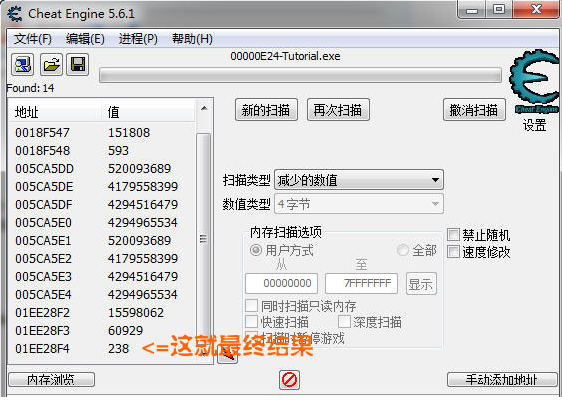 Cheat Engine 5.6.1
文件(F) 编辑(E) 进程(P) 帮助(H)
00000E24-Tutorial.exe
Found: 14
地址 值
0018F547 151808
0018F548 593
005CA5DD 520093689
005CA5DE 4179558399
005CA5DF 4294516479
005CA5E0 4294965534
005CA5E1 520093689
005CA5E2 4179558399
005CA5E3 4294516479
005CA5E4 4294965534
01EE28F2 15598062
01EE28F3 60929
01EE28F4 238 <=这就最终结果
新的扫描 再次扫描 撤消扫描
Cheat Engine
设置
扫描类型 减少的数值
数值类型 4 字节
内存扫描选项
用户方式 全部
从 至
00000000 7FFFFFFF 显示
同时扫描只读内存
快速扫描 深度扫描
扫描时暂停游戏
禁止随机
速度修改
内存浏览 手动添加地址